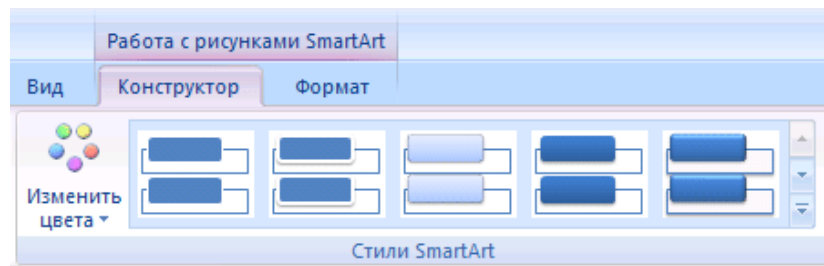 Работа с рисунками SmartArt
Вид Конструктор Формат
Изменить
цвета
Стили SmartArt